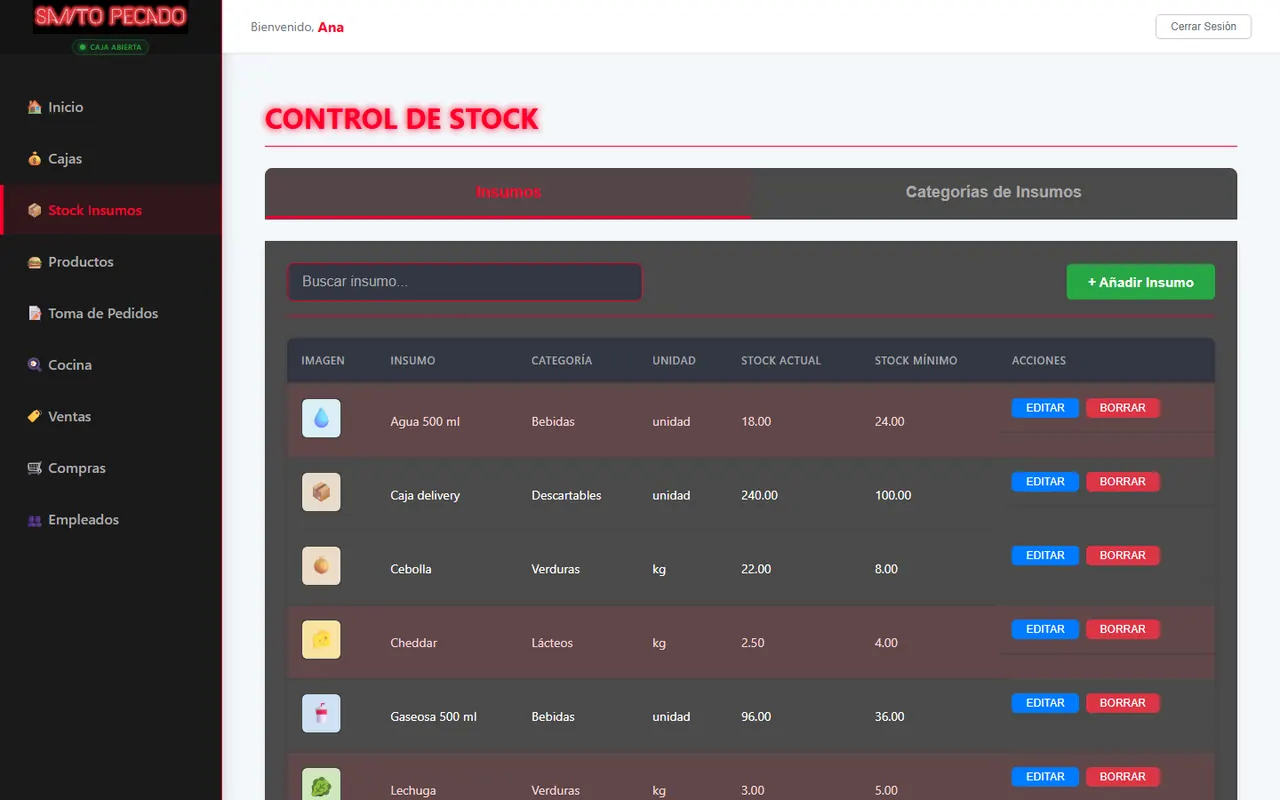 SANTO PECADO
CAJA ABIERTA
Bienvenido, Ana
Cerrar Sesión
Inicio
Cajas
Stock Insumos
Productos
Toma de Pedidos
Cocina
Ventas
Compras
Empleados
CONTROL DE STOCK
Insumos
Categorías de Insumos
Buscar insumo...
+ Añadir Insumo
IMAGEN INSUMO CATEGORÍA UNIDAD STOCK ACTUAL STOCK MÍNIMO ACCIONES
Agua 500 ml Bebidas unidad 18.00 24.00 EDITAR BORRAR
Caja delivery Descartables unidad 240.00 100.00 EDITAR BORRAR
Cebolla Verduras kg 22.00 8.00 EDITAR BORRAR
Cheddar Lácteos kg 2.50 4.00 EDITAR BORRAR
Gaseosa 500 ml Bebidas unidad 96.00 36.00 EDITAR BORRAR
Lechuga Verduras kg 3.00 5.00 EDITAR BORRAR